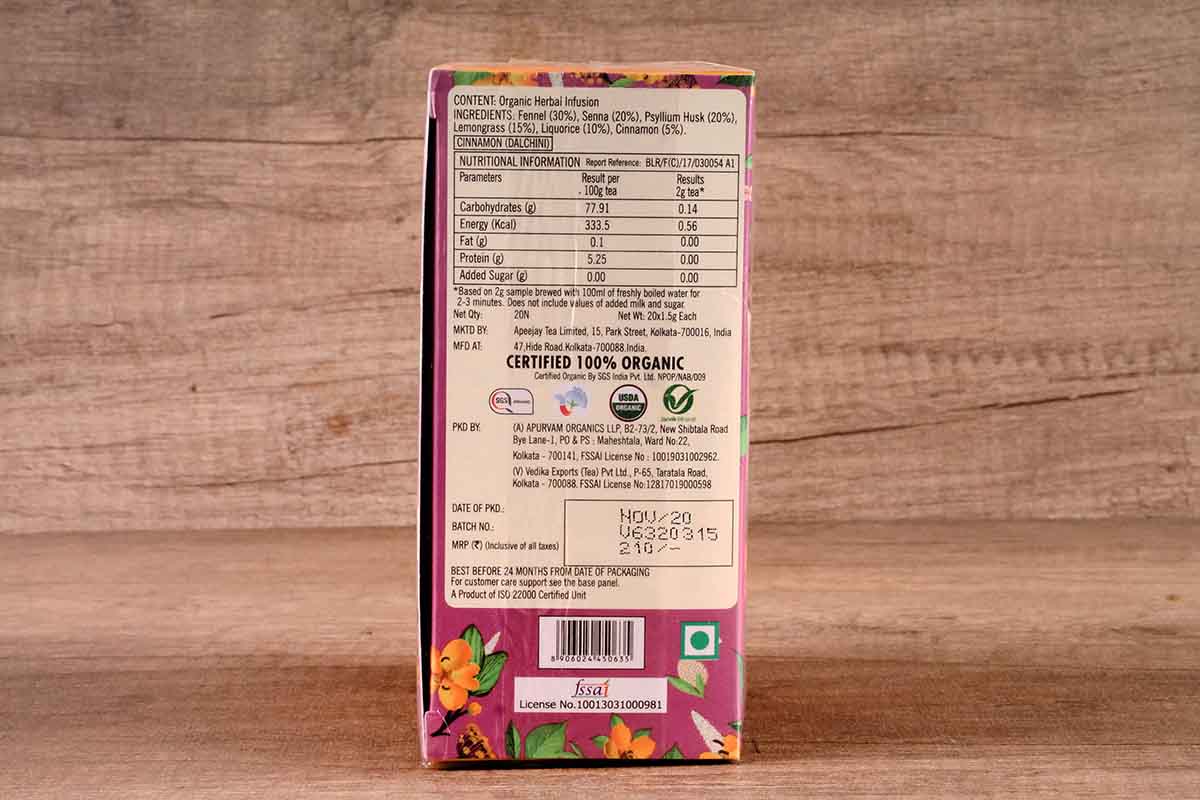 CONTENT: Organic Herbal Infusion
INGREDIENTS: Fennel (30%), Senna (20%), Psyllium Husk (20%),
Lemongrass (15%), Liquorice (10%), Cinnamon (5%).
CINNAMON (DALCHINI)
NUTRITIONAL INFORMATION Report Reference: BLR/F(C)/17/030054 A1
Parameters Result per 100g tea Results 2g tea*
Carbohydrates (g) 77.91 0.14
Energy (Kcal) 333.5 0.56
Fat (g) 0.1 0.00
Protein (g) 5.25 0.00
Added Sugar (g) 0.00 0.00
*Based on 2g sample brewed with 100ml of freshly boiled water for
2-3 minutes. Does not include values of added milk and sugar
Net Qty: 20N Net Wt: 20x1.5g Each
MKTD BY: Apeejay Tea Limited, 15, Park Street, Kolkata-700016, India
MFD AT: 47,Hide Road.Kolkata-700088.India.
CERTIFIED 100% ORGANIC
Certified Organic By SGS India Pvt. Ltd. NPOP/NAB/009
SGS ORGANIC
USDA
ORGANIC
PKD BY: (A) APURVAM ORGANICS LLP, B2-73/2, New Shibtala Road
Bye Lane-1, PO & PS : Maheshtala, Ward No:22,
Kolkata - 700141, FSSAI License No : 10019031002962.
(V) Vedika Exports (Tea) Pvt Ltd., P-65, Taratala Road,
Kolkata - 700088. FSSAI License No:12817019000598
DATE OF PKD.: NOV/20
BATCH NO.: V6320315
MRP (₹) (Inclusive of all taxes) 210/-
BEST BEFORE 24 MONTHS FROM DATE OF PACKAGING
For customer care support see the base panel.
A Product of ISO 22000 Certified Unit
8 906024 450635
fssai
License No.10013031000981